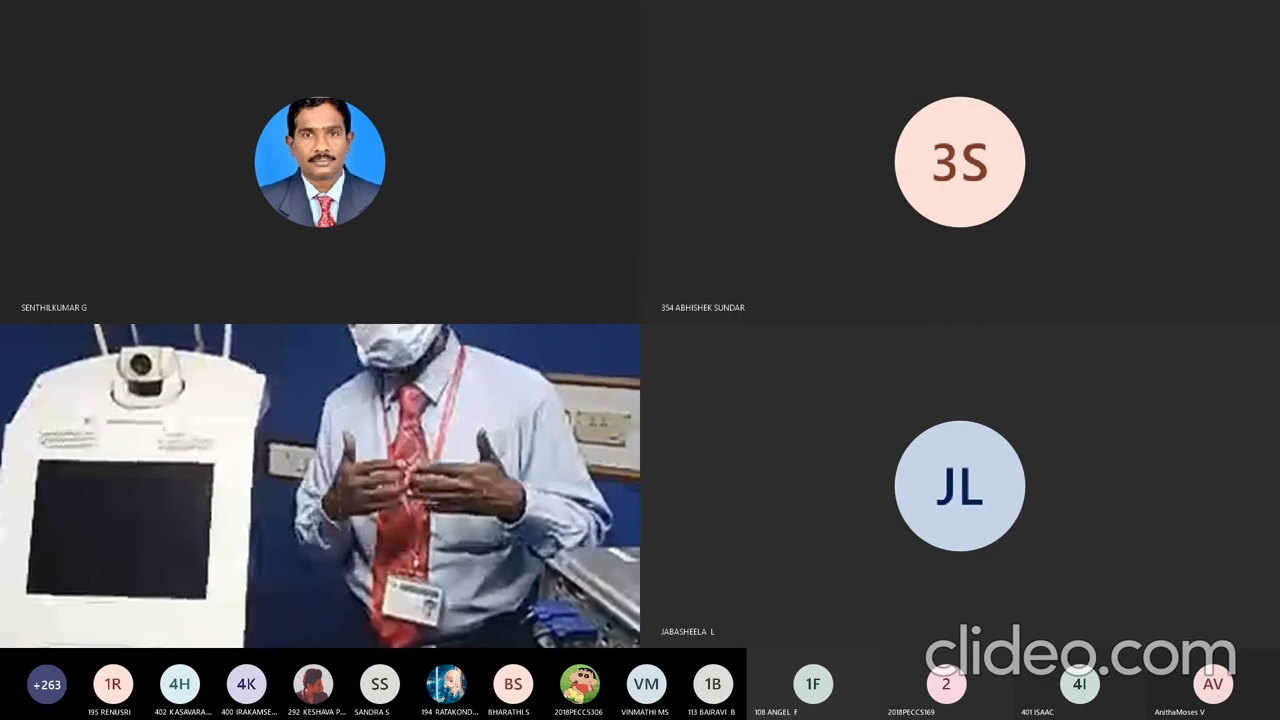 SENTHILKUMAR G
3S
354 ABHISHEK SUNDAR
JL
JABASHEELA L
clideo.com
+263
1R
4H
4K
SS
BS
VM
1B
1F
2
4I
AV
195 RENUSRI
402 KASAVARA...
400 IRAKAMSE...
292 KESHAVA P...
SANDRA S
194 RATAKOND...
BHARATHI S
2018PECCS306
VINMATHI MS
113 BAIRAVI B
108 ANGEL F
2018PECCS169
401 ISAAC
AnithaMoses V